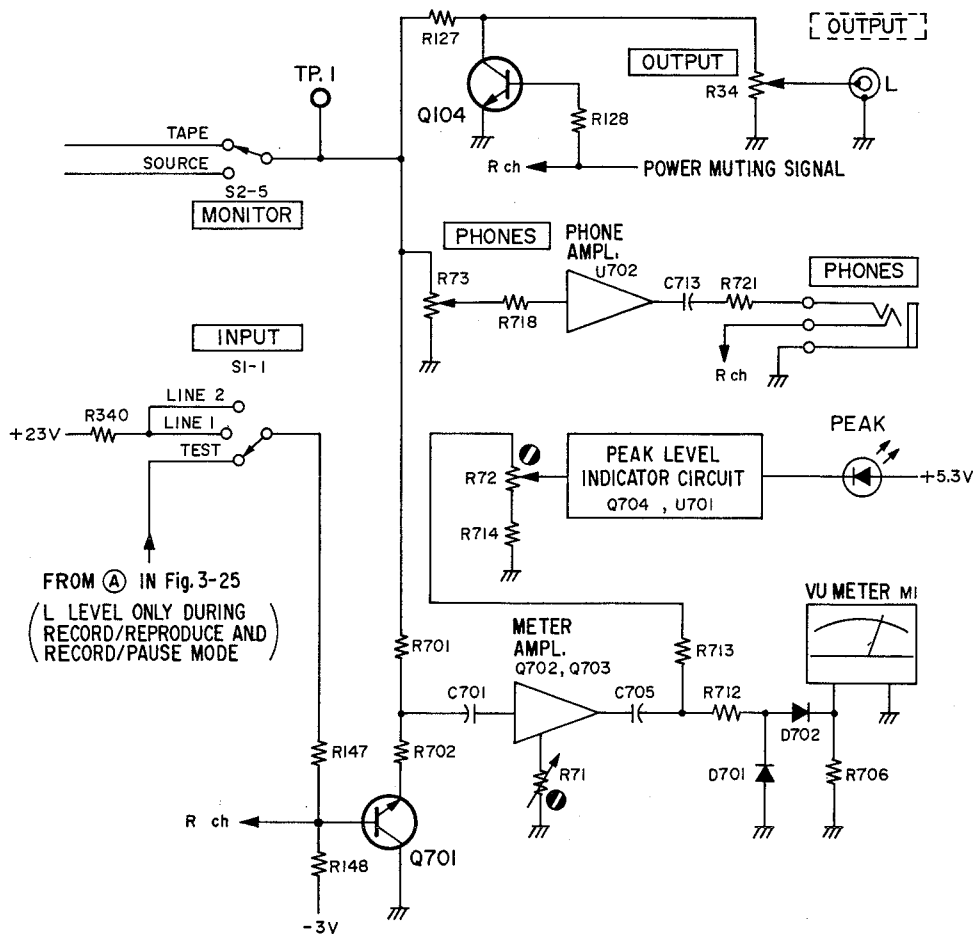 R127
OUTPUT
OUTPUT
TP. 1
Q104
R34
L
R128
TAPE
SOURCE
S2-5
MONITOR
R ch
POWER MUTING SIGNAL
PHONES
PHONE
AMPL.
U702
R73
R718
C713
R721
PHONES
R ch
INPUT
S1-1
LINE 2
R340
+23V
LINE 1
TEST
PEAK
R72
PEAK LEVEL
INDICATOR CIRCUIT
Q704 , U701
+5.3V
R714
FROM A IN Fig. 3-25
(L LEVEL ONLY DURING
RECORD/REPRODUCE AND
RECORD/PAUSE MODE)
VU METER M1
R701
METER
AMPL.
Q702, Q703
R713
C701
C705
R712
D702
R147
R702
R71
D701
R706
R ch
R148
Q701
-3V